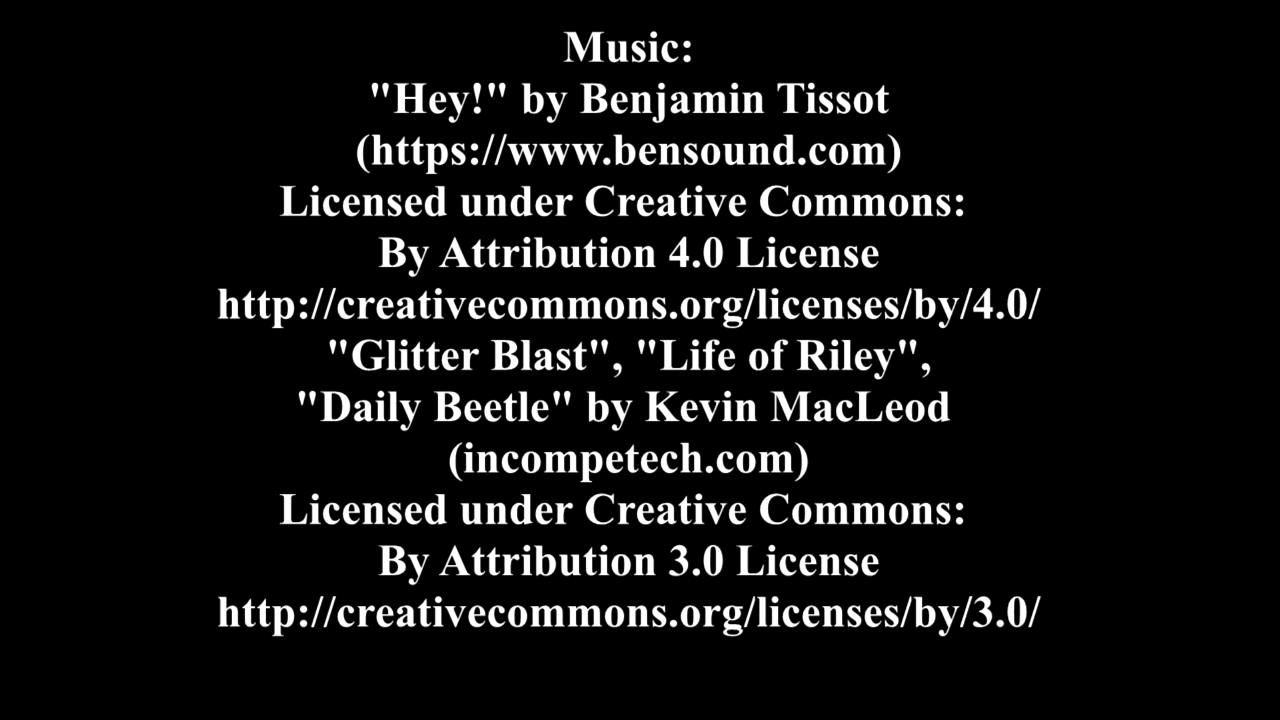 Music:
"Hey!" by Benjamin Tissot
(https://www.bensound.com)
Licensed under Creative Commons:
By Attribution 4.0 License
http://creativecommons.org/licenses/by/4.0/
"Glitter Blast", "Life of Riley",
"Daily Beetle" by Kevin MacLeod
(incompetech.com)
Licensed under Creative Commons:
By Attribution 3.0 License
http://creativecommons.org/licenses/by/3.0/